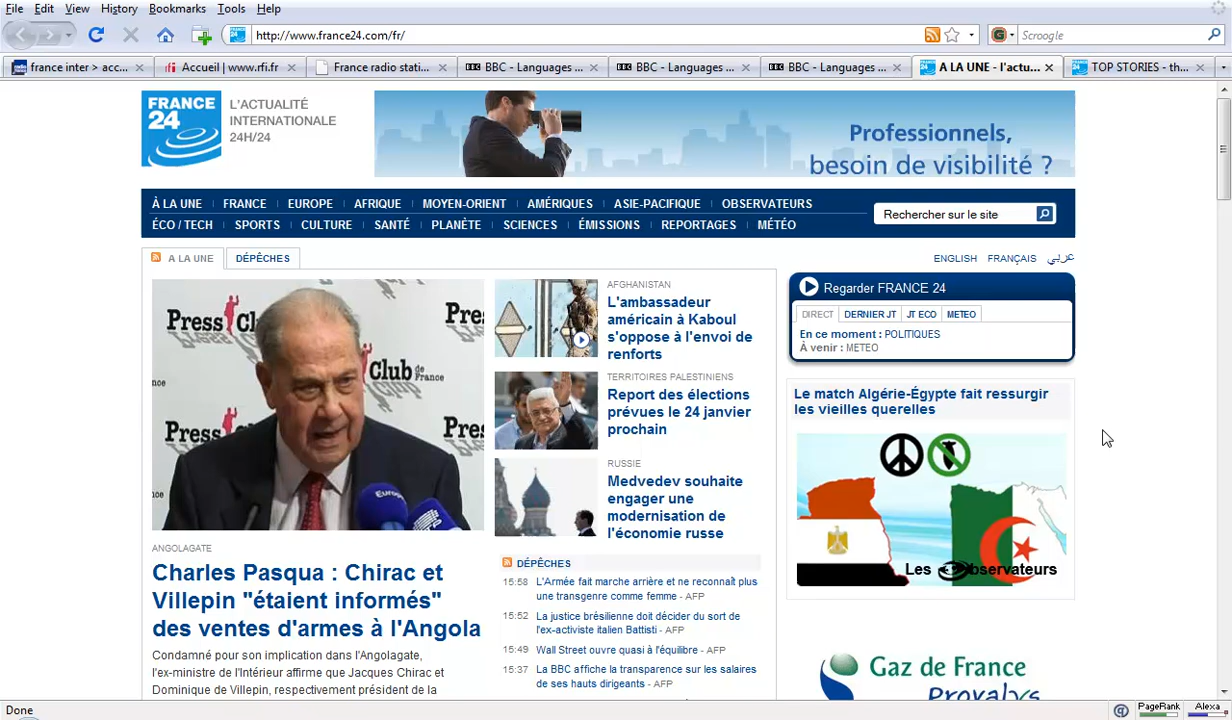 File Edit View History Bookmarks Tools Help
http://www.france24.com/fr/
Scroogle
france inter > acc...
Accueil | www.rfi.fr
France radio stati...
BBC - Languages ...
BBC - Languages ...
BBC - Languages ...
A LA UNE - l'actu...
TOP STORIES - th...
FRANCE 24
L'ACTUALITÉ
INTERNATIONALE
24H/24
Professionnels,
besoin de visibilité ?
À LA UNE FRANCE EUROPE AFRIQUE MOYEN-ORIENT AMÉRIQUES ASIE-PACIFIQUE OBSERVATEURS
ÉCO / TECH SPORTS CULTURE SANTÉ PLANÈTE SCIENCES ÉMISSIONS REPORTAGES MÉTÉO
Rechercher sur le site
A LA UNE DÉPÊCHES
ENGLISH FRANÇAIS عربي
Press Club
de France
Europe
ANGOLAGATE
Charles Pasqua : Chirac et
Villepin "étaient informés"
des ventes d'armes à l'Angola
Condamné pour son implication dans l'Angolagate,
l'ex-ministre de l'Intérieur affirme que Jacques Chirac et
Dominique de Villepin, respectivement président de la
AFGHANISTAN
L'ambassadeur
américain à Kaboul
s'oppose à l'envoi de
renforts
TERRITOIRES PALESTINIENS
Report des élections
prévues le 24 janvier
prochain
RUSSIE
Medvedev souhaite
engager une
modernisation de
l'économie russe
DÉPÊCHES
15:58 L'Armée fait marche arrière et ne reconnaît plus
une transgenre comme femme - AFP
15:52 La justice brésilienne doit décider du sort de
l'ex-activiste italien Battisti - AFP
15:49 Wall Street ouvre quasi à l'équilibre - AFP
15:37 La BBC affiche la transparence sur les salaires
de ses hauts dirigeants - AFP
Regarder FRANCE 24
DIRECT DERNIER JT JT ECO METEO
En ce moment : POLITIQUES
À venir : METEO
Le match Algérie-Égypte fait ressurgir
les vieilles querelles
Les Observateurs
Gaz de France
Provalys
Done
PageRank
Alexa